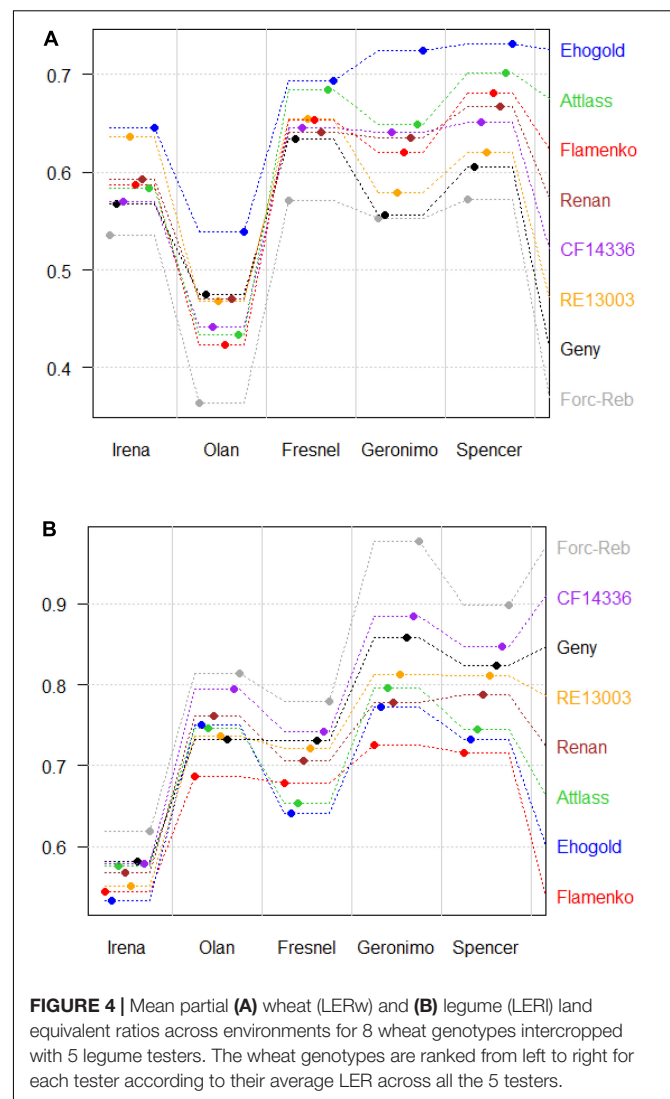 A
0.7
0.6
0.5
0.4
Irena Olan Fresnel Geronimo Spencer
Ehogold
Attlass
Flamenko
Renan
CF14336
RE13003
Geny
Forc-Reb
B
0.9
0.8
0.7
0.6
Irena Olan Fresnel Geronimo Spencer
Forc-Reb
CF14336
Geny
RE13003
Renan
Attlass
Ehogold
Flamenko
FIGURE 4 | Mean partial (A) wheat (LERw) and (B) legume (LERl) land
equivalent ratios across environments for 8 wheat genotypes intercropped
with 5 legume testers. The wheat genotypes are ranked from left to right for
each tester according to their average LER across all the 5 testers.